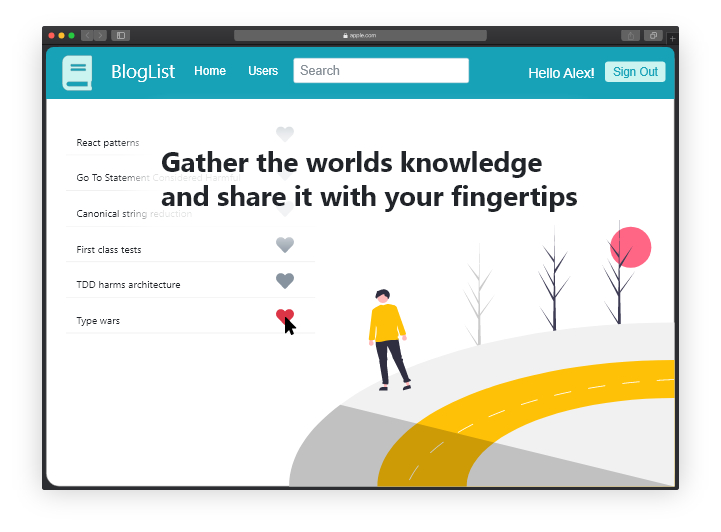 apple.com
BlogList
Home
Users
Search
Hello Alex!
Sign Out
React patterns
Gather the worlds knowledge
and share it with your fingertips
Go To Statement Considered Harmful
Canonical string reduction
First class tests
TDD harms architecture
Type wars